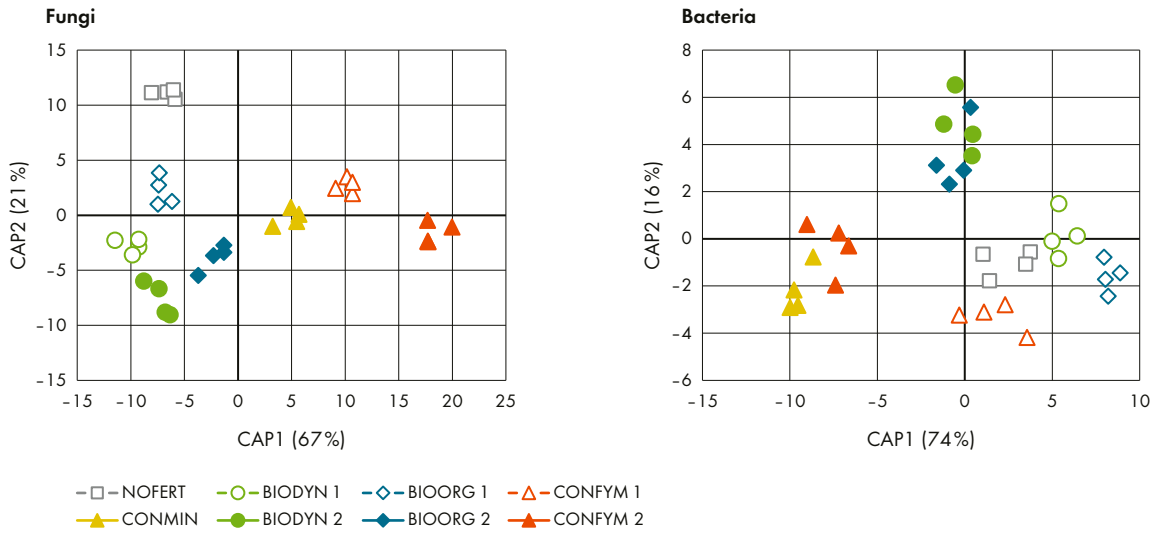 Fungi
15
10
5
0
–5
–10
–15
–15 –10 –5 0 5 10 15 20 25
CAP2 (21%)
CAP1 (67%)
Bacteria
8
6
4
2
0
–2
–4
–6
–15 –10 –5 0 5 10
CAP2 (16%)
CAP1 (74%)
NOFERT BIODYN 1 BIOORG 1 CONFYM 1
CONMIN BIODYN 2 BIOORG 2 CONFYM 2